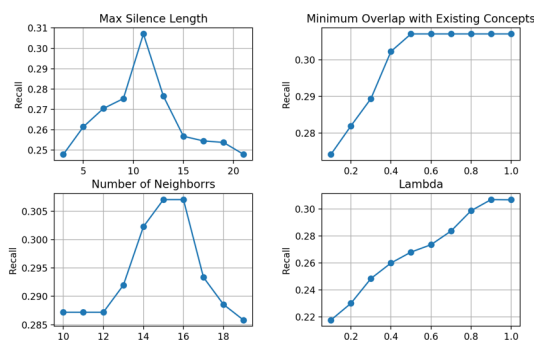 Max Silence Length
Recall
0.31
0.30
0.29
0.28
0.27
0.26
0.25
5 10 15 20
Minimum Overlap with Existing Concepts
Recall
0.30
0.29
0.28
0.2 0.4 0.6 0.8 1.0
Number of Neighborrs
Recall
0.305
0.300
0.295
0.290
0.285
10 12 14 16 18
Lambda
Recall
0.30
0.28
0.26
0.24
0.22
0.2 0.4 0.6 0.8 1.0